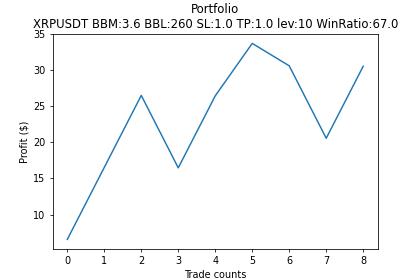 Portfolio
XRPUSDT BBM:3.6 BBL:260 SL:1.0 TP:1.0 lev:10 WinRatio:67.0
35
30
25
20
15
10
Profit ($)
0 1 2 3 4 5 6 7 8
Trade counts